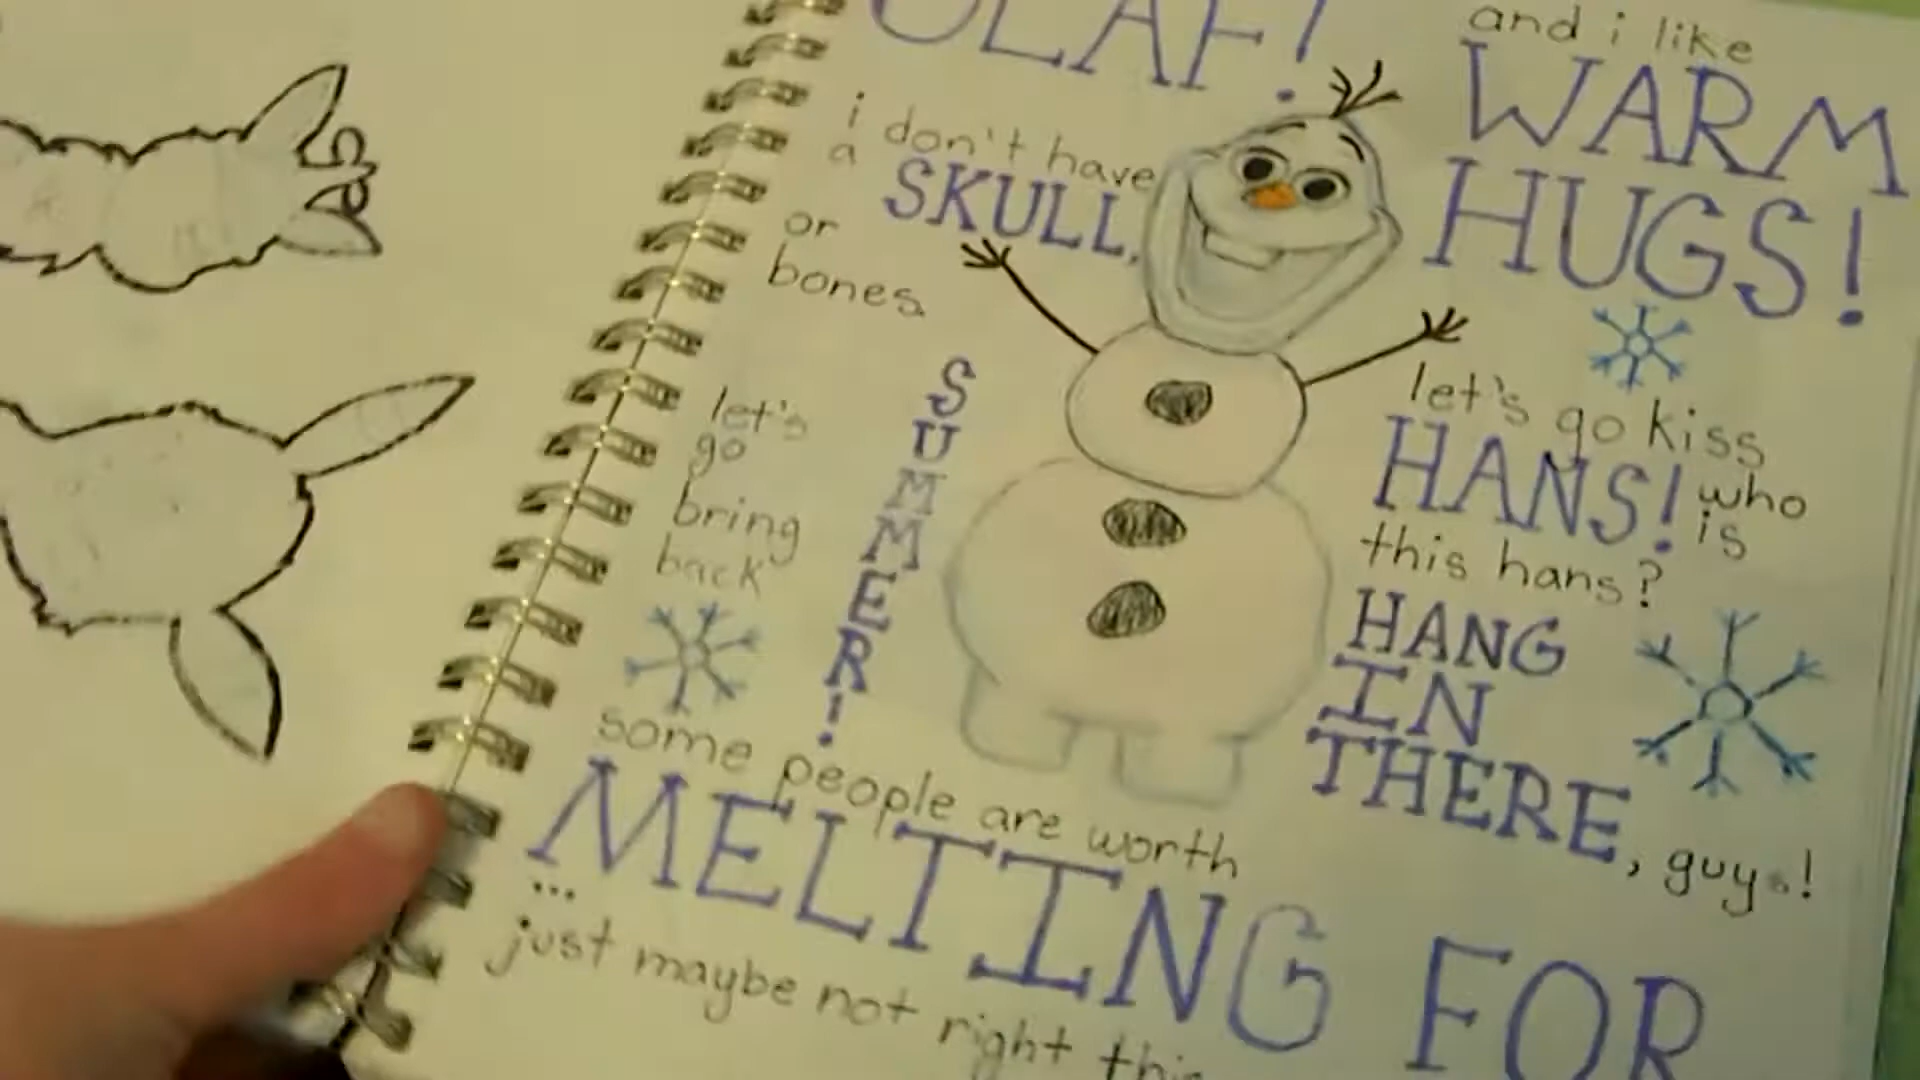 OLAF!
and i like
WARM
HUGS!
i don't have
a SKULL,
or
bones.
let's
go
bring
back
SUMMER!
let's go kiss
HANS! who
is
this hans?
HANG
IN
THERE, guys!
some people are worth
MELTING FOR
...
just maybe not right this